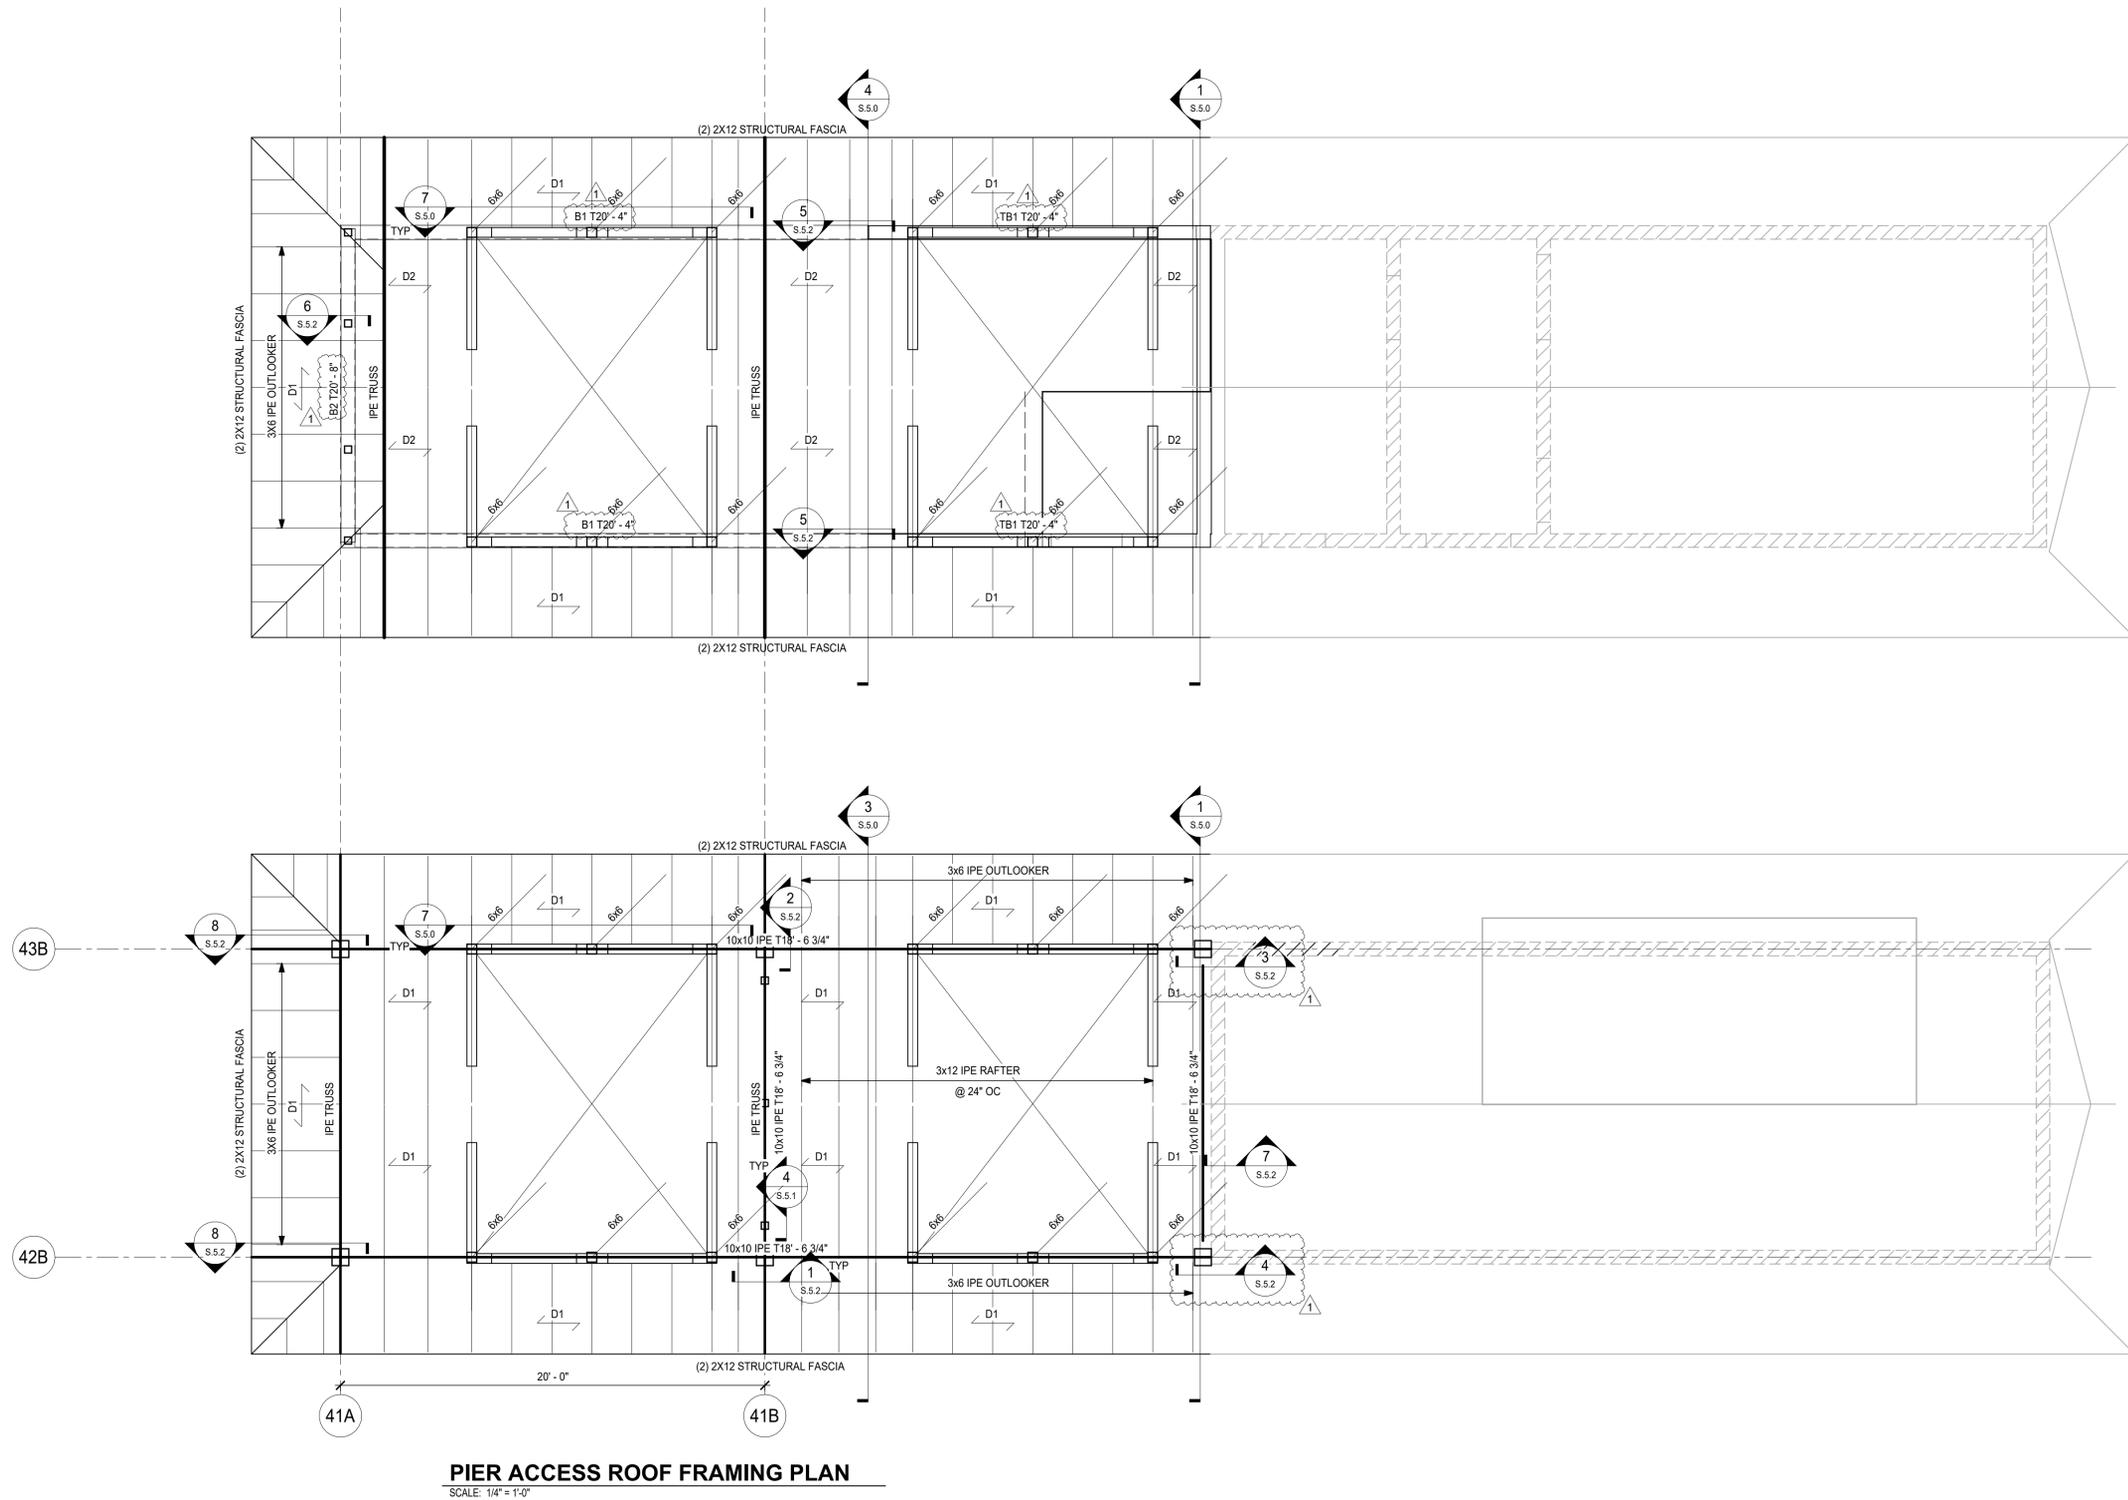 4
S.5.0
1
S.5.0
(2) 2X12 STRUCTURAL FASCIA
7
S.5.0
TYP
6x6
D1
1
B1 T20' - 4"
6x6
6x6
5
S.5.2
6x6
D1
1
TB1 T20' - 4"
6x6
6x6
D2
D2
D2
6
S.5.2
(2) 2X12 STRUCTURAL FASCIA
3X6 IPE OUTLOOKER
D1
1
B2 T20' - 8"
IPE TRUSS
IPE TRUSS
D2
D2
D2
6x6
1
B1 T20' - 4"
6x6
6x6
5
S.5.2
6x6
1
TB1 T20' - 4"
6x6
6x6
D1
D1
(2) 2X12 STRUCTURAL FASCIA
3
S.5.0
1
S.5.0
(2) 2X12 STRUCTURAL FASCIA
3x6 IPE OUTLOOKER
43B
8
S.5.2
7
S.5.0
TYP
6x6
D1
6x6
6x6
2
S.5.2
10x10 IPE T18' - 6 3/4"
6x6
D1
6x6
6x6
3
S.5.2
1
D1
D1
D1
(2) 2X12 STRUCTURAL FASCIA
3X6 IPE OUTLOOKER
D1
IPE TRUSS
IPE TRUSS
10x10 IPE T18' - 6 3/4"
3x12 IPE RAFTER
@ 24" OC
10x10 IPE T18' - 6 3/4"
D1
D1
D1
TYP
4
S.5.1
7
S.5.2
42B
8
S.5.2
6x6
6x6
6x6
10x10 IPE T18' - 6 3/4"
1
S.5.2
TYP
6x6
6x6
6x6
3x6 IPE OUTLOOKER
4
S.5.2
1
D1
D1
(2) 2X12 STRUCTURAL FASCIA
20' - 0"
41A
41B
PIER ACCESS ROOF FRAMING PLAN
SCALE: 1/4" = 1'-0"